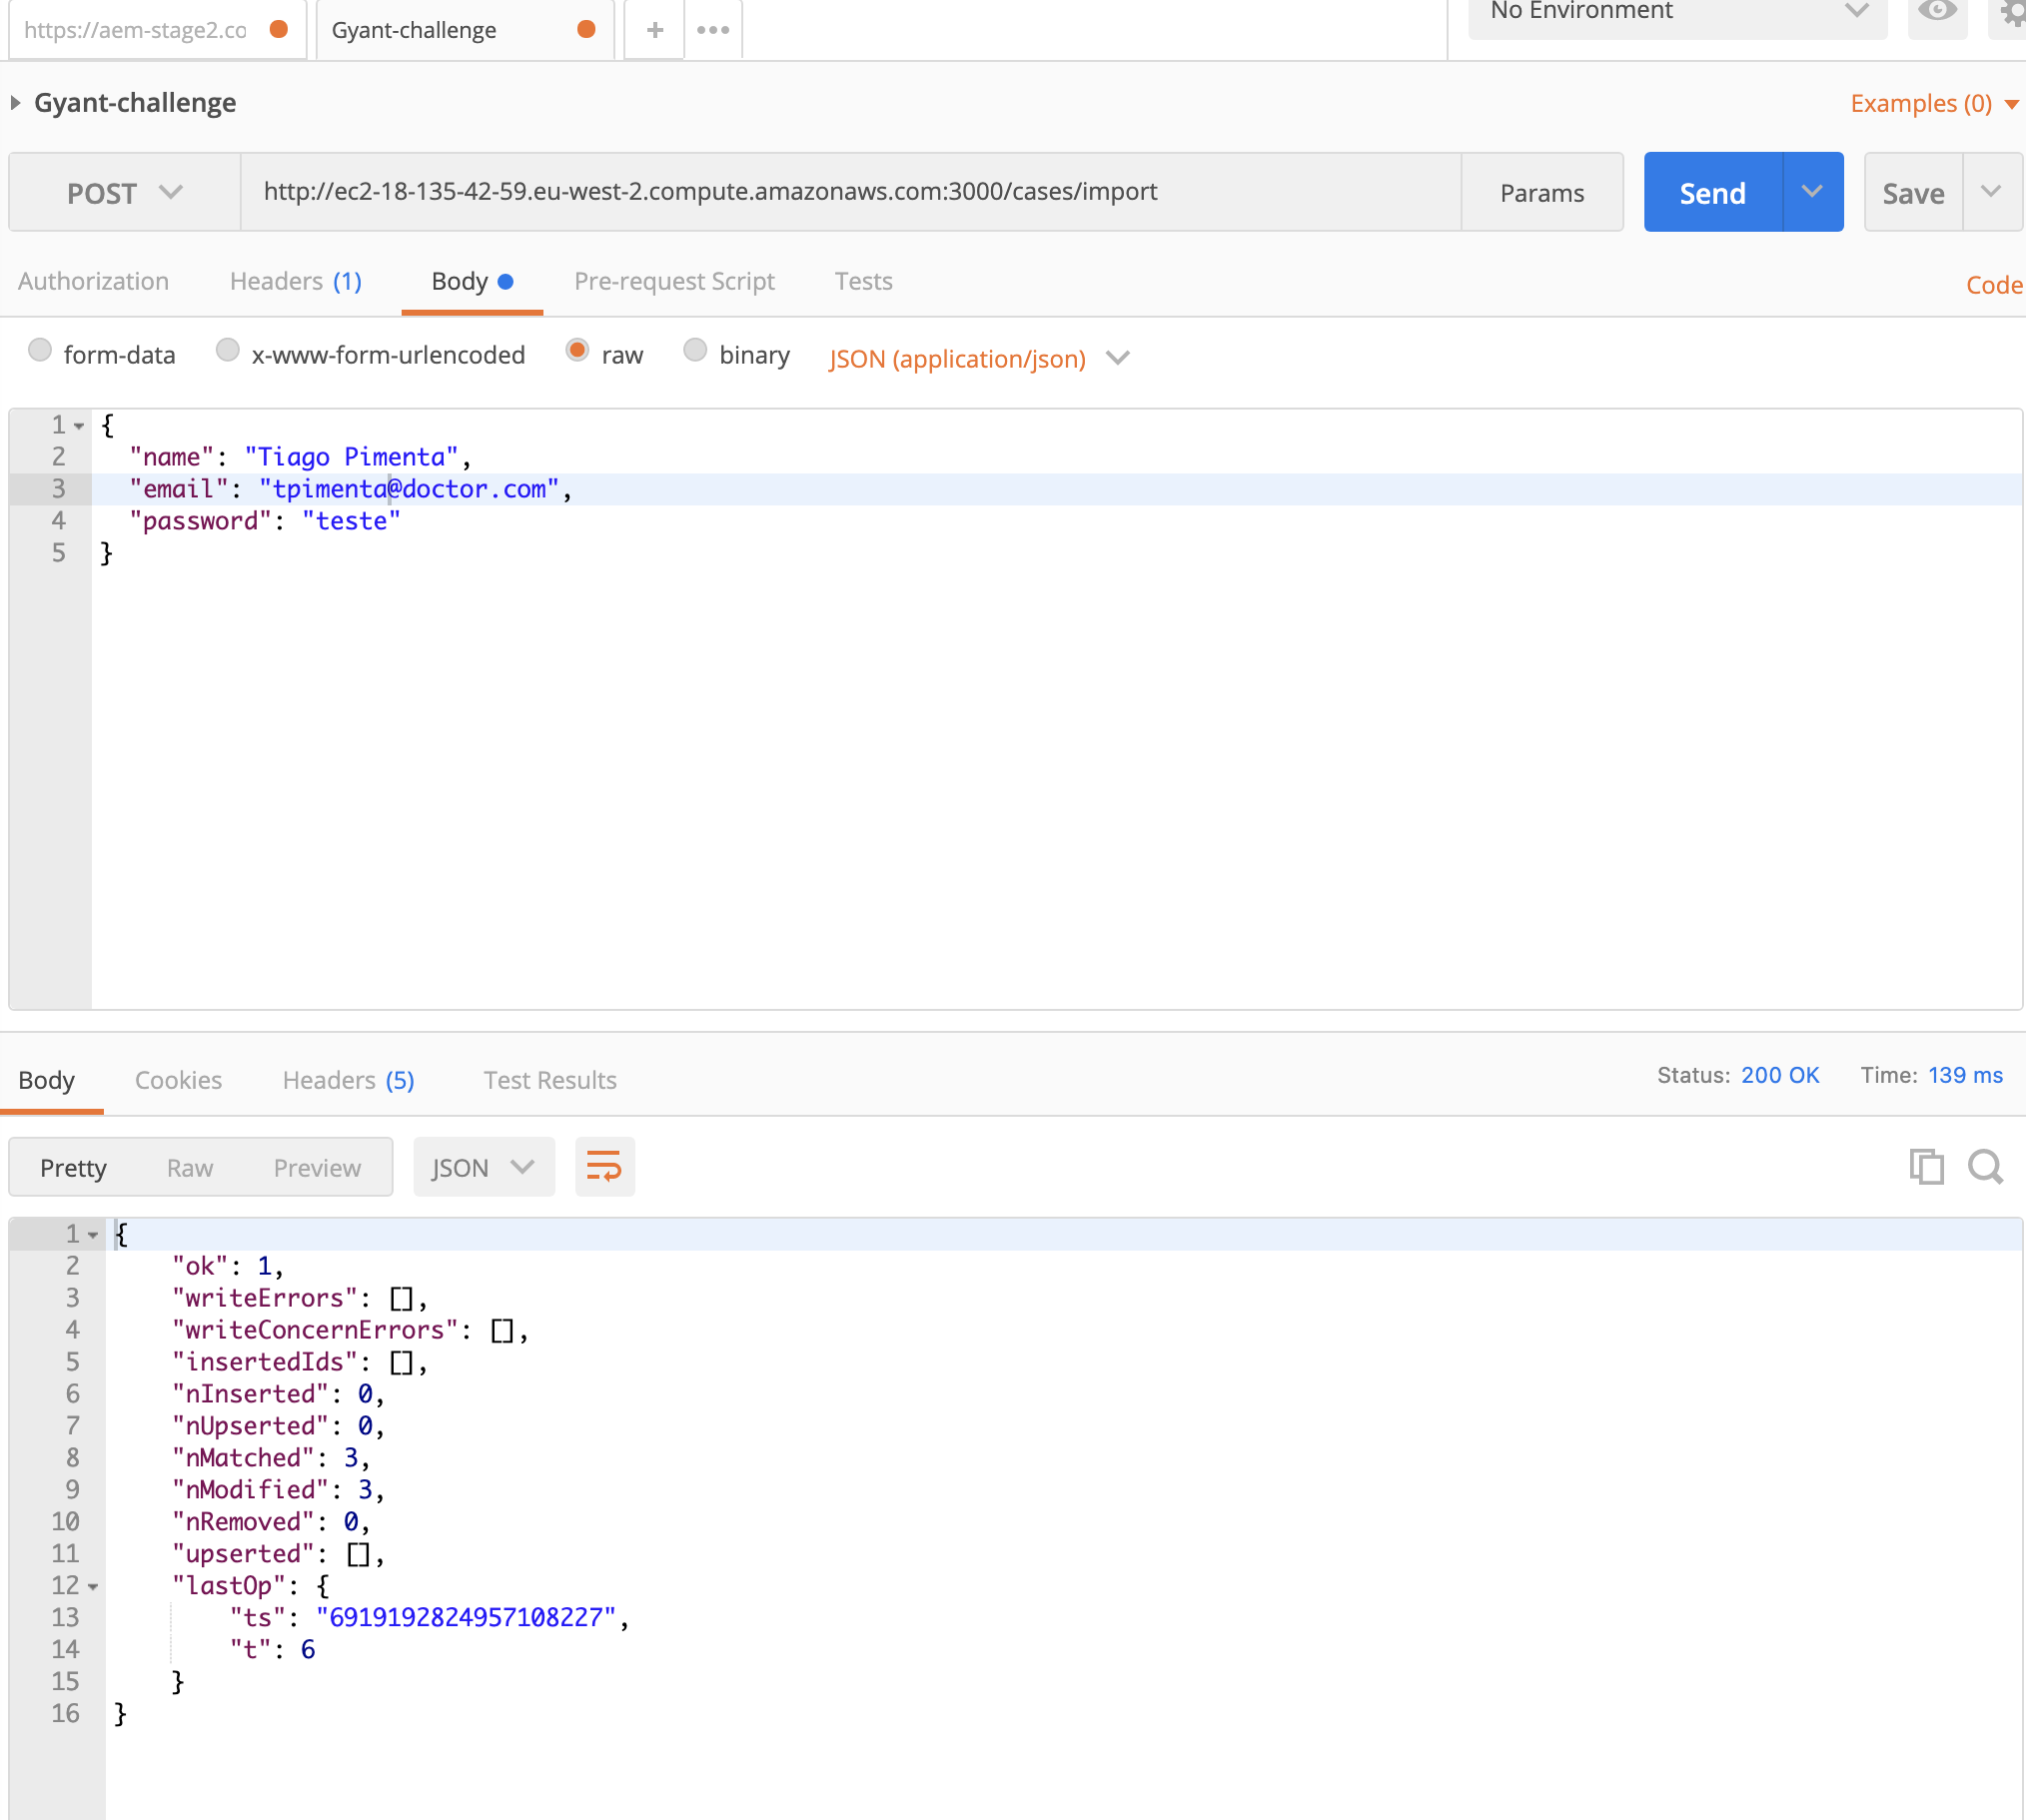 https://aem-stage2.co
Gyant-challenge
+
•••
No Environment
Gyant-challenge
Examples (0)
POST
http://ec2-18-135-42-59.eu-west-2.compute.amazonaws.com:3000/cases/import
Params
Send
Save
Authorization
Headers (1)
Body
Pre-request Script
Tests
Code
form-data
x-www-form-urlencoded
raw
binary
JSON (application/json)
1 {
2 "name": "Tiago Pimenta",
3 "email": "tpimenta@doctor.com",
4 "password": "teste"
5 }
Body
Cookies
Headers (5)
Test Results
Status: 200 OK
Time: 139 ms
Pretty
Raw
Preview
JSON
1 {
2 "ok": 1,
3 "writeErrors": [],
4 "writeConcernErrors": [],
5 "insertedIds": [],
6 "nInserted": 0,
7 "nUpserted": 0,
8 "nMatched": 3,
9 "nModified": 3,
10 "nRemoved": 0,
11 "upserted": [],
12 "lastOp": {
13 "ts": "6919192824957108227",
14 "t": 6
15 }
16 }